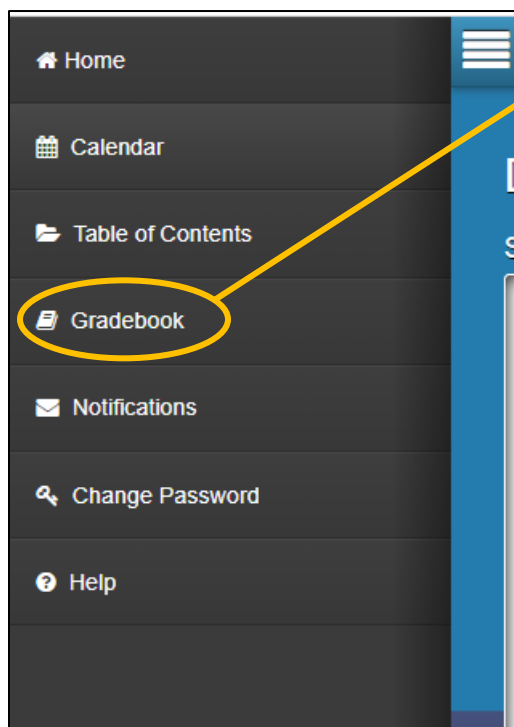 Home
Calendar
Table of Contents
Gradebook
Notifications
Change Password
Help